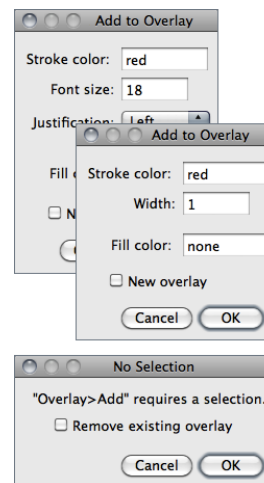 Add to Overlay
Stroke color: red
Font size: 18
Justification: Left
Fill
N
Add to Overlay
Stroke color: red
Width: 1
Fill color: none
New overlay
Cancel OK
No Selection
"Overlay>Add" requires a selection.
Remove existing overlay
Cancel OK